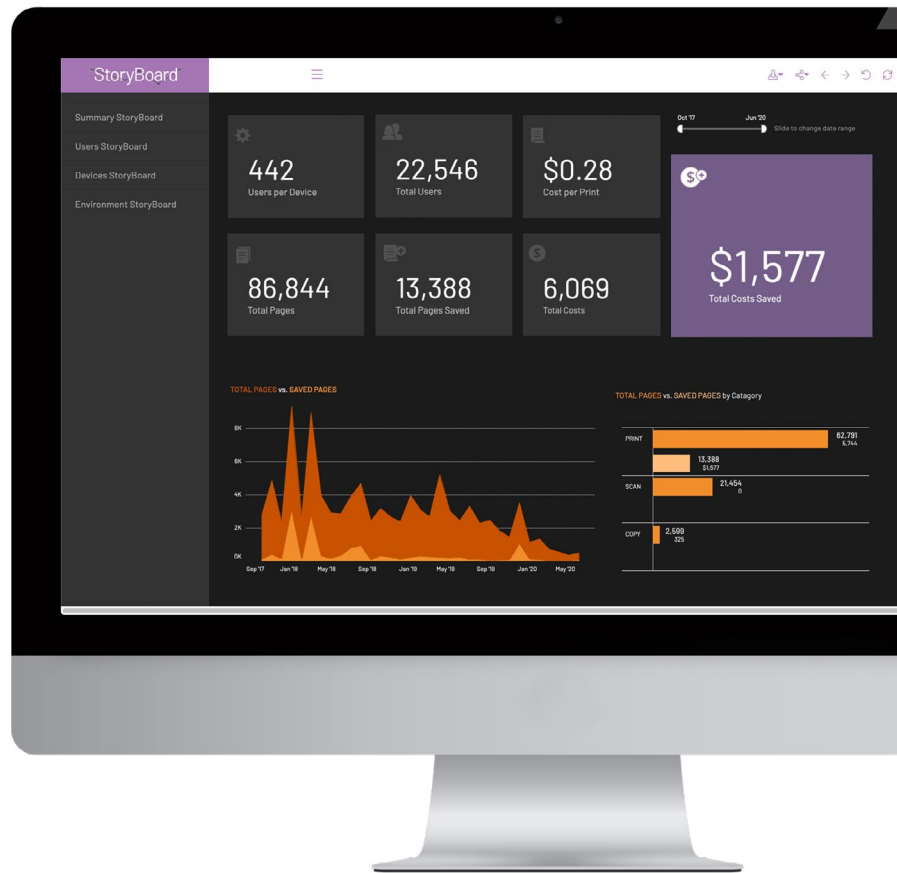 StoryBoard
Summary StoryBoard
Users StoryBoard
Devices StoryBoard
Environment StoryBoard
442
Users per Device
22,546
Total Users
$0.28
Cost per Print
Oct '17 Jun '20
Slide to change date range
$1,577
Total Costs Saved
86,844
Total Pages
13,388
Total Pages Saved
6,069
Total Costs
TOTAL PAGES vs. SAVED PAGES
8K
6K
4K
2K
0K
Sep '17 Jan '18 May '18 Sep '18 Jan '19 May '19 Sep '19 Jan '20 May '20
TOTAL PAGES vs. SAVED PAGES by Catagory
PRINT
62,791
5,744
13,388
$1,577
SCAN
21,454
0
COPY
2,599
325